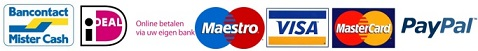 Bancontact
Mister Cash
iDEAL
Online betalen
via uw eigen bank
Maestro
VISA
MasterCard
PayPal